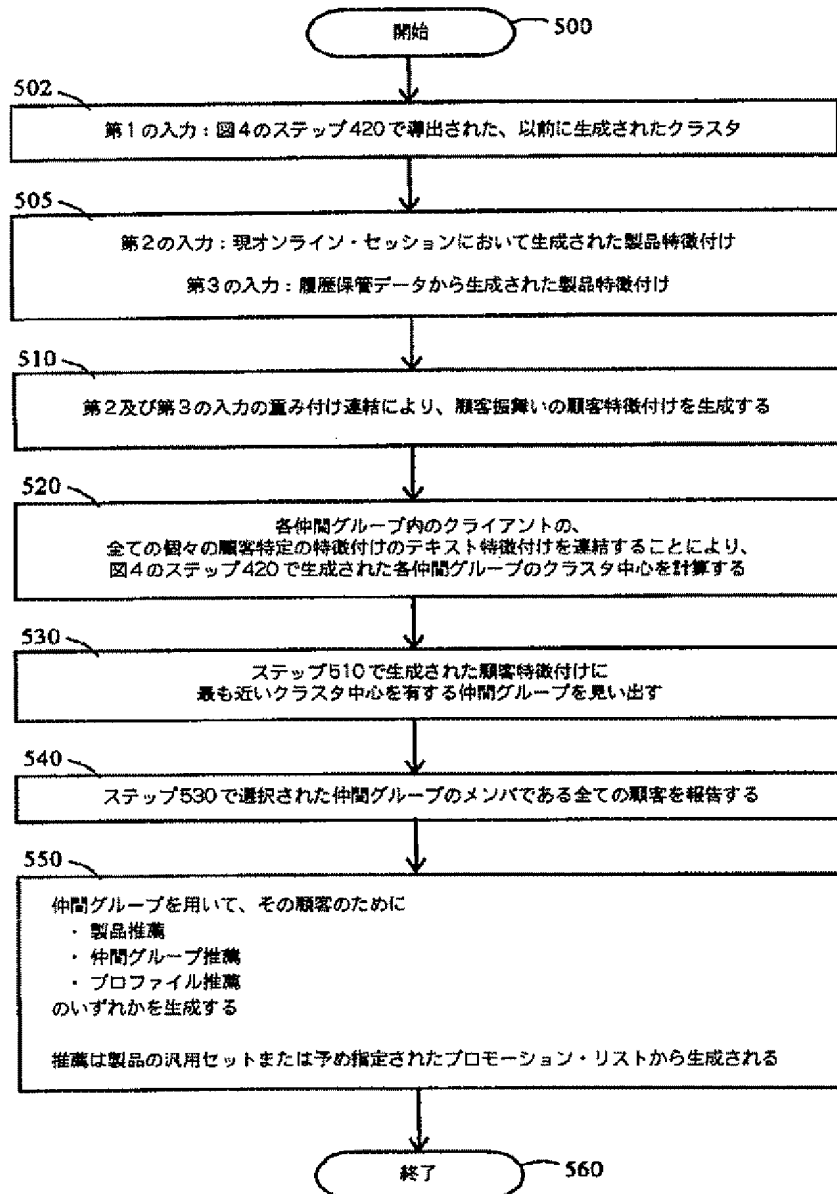 開始
500
502
第1の入力：図4のステップ420で導出された、以前に生成されたクラスタ
505
第2の入力：現オンライン・セッションにおいて生成された製品特徴付け
第3の入力：履歴保管データから生成された製品特徴付け
510
第2及び第3の入力の重み付け連結により、顧客振舞いの顧客特徴付けを生成する
520
各仲間グループ内のクライアントの、
全ての個々の顧客特定の特徴付けのテキスト特徴付けを連結することにより、
図4のステップ420で生成された各仲間グループのクラスタ中心を計算する
530
ステップ510で生成された顧客特徴付けに
最も近いクラスタ中心を有する仲間グループを見い出す
540
ステップ530で選択された仲間グループのメンバである全ての顧客を報告する
550
仲間グループを用いて、その顧客のために
・ 製品推薦
・ 仲間グループ推薦
・ プロファイル推薦
のいずれかを生成する
推薦は製品の汎用セットまたは予め指定されたプロモーション・リストから生成される
終了
560